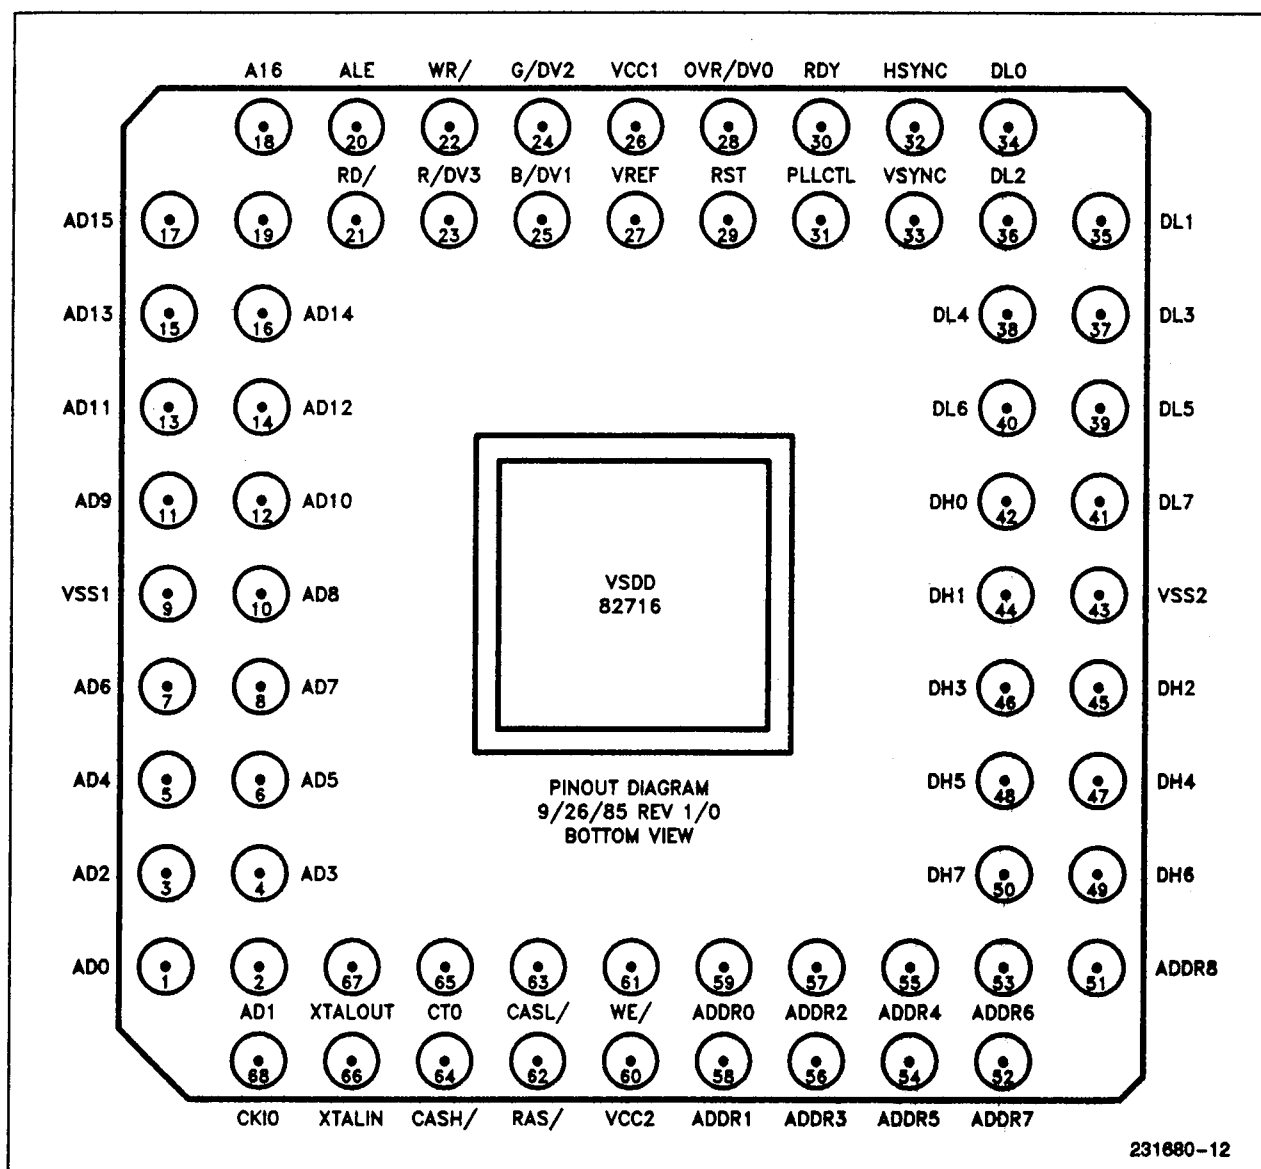 A16 ALE WR/ G/DV2 VCC1 OVR/DV0 RDY HSYNC DL0
18 20 22 24 26 28 30 32 34
RD/ R/DV3 B/DV1 VREF RST PLLCTL VSYNC DL2
AD15 17 19 21 23 25 27 29 31 33 36 35 DL1
AD13 15 16 AD14 DL4 38 37 DL3
AD11 13 14 AD12 DL6 40 39 DL5
AD9 11 12 AD10 DH0 42 41 DL7
VSS1 9 10 AD8 DH1 44 43 VSS2
VSDD
82716
AD6 7 8 AD7 DH3 46 45 DH2
AD4 5 6 AD5 DH5 48 47 DH4
PINOUT DIAGRAM
9/26/85 REV 1/0
BOTTOM VIEW
AD2 3 4 AD3 DH7 50 49 DH6
AD0 1 2 67 65 63 61 59 57 55 53 51 ADDR8
AD1 XTALOUT CTO CASL/ WE/ ADDR0 ADDR2 ADDR4 ADDR6
68 66 64 62 60 58 56 54 52
CKIO XTALIN CASH/ RAS/ VCC2 ADDR1 ADDR3 ADDR5 ADDR7
231680-12